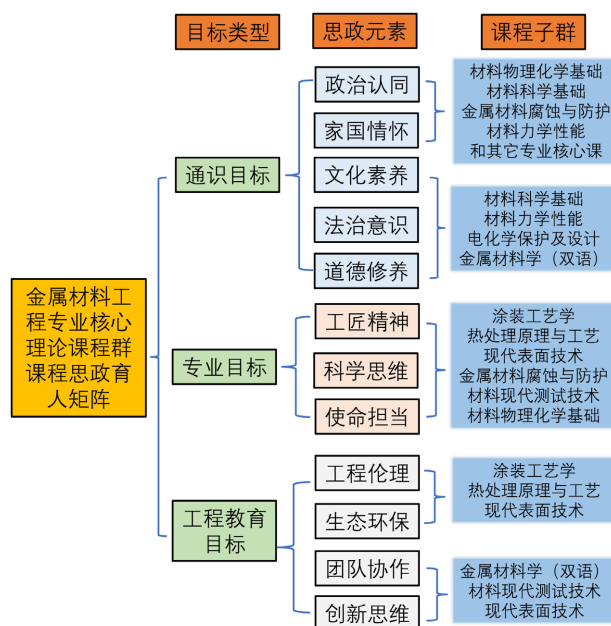 目标类型
思政元素
课程子群
金属材料工
程专业核心
理论课程群
课程思政育
人矩阵
通识目标
政治认同
家国情怀
文化素养
法治意识
道德修养
材料物理化学基础
材料科学基础
金属材料腐蚀与防护
材料力学性能
和其它专业核心课
材料科学基础
材料力学性能
电化学保护及设计
金属材料学（双语）
专业目标
工匠精神
科学思维
使命担当
涂装工艺学
热处理原理与工艺
现代表面技术
金属材料腐蚀与防护
材料现代测试技术
材料物理化学基础
工程教育
目标
工程伦理
生态环保
团队协作
创新思维
涂装工艺学
热处理原理与工艺
现代表面技术
金属材料学（双语）
材料现代测试技术
现代表面技术